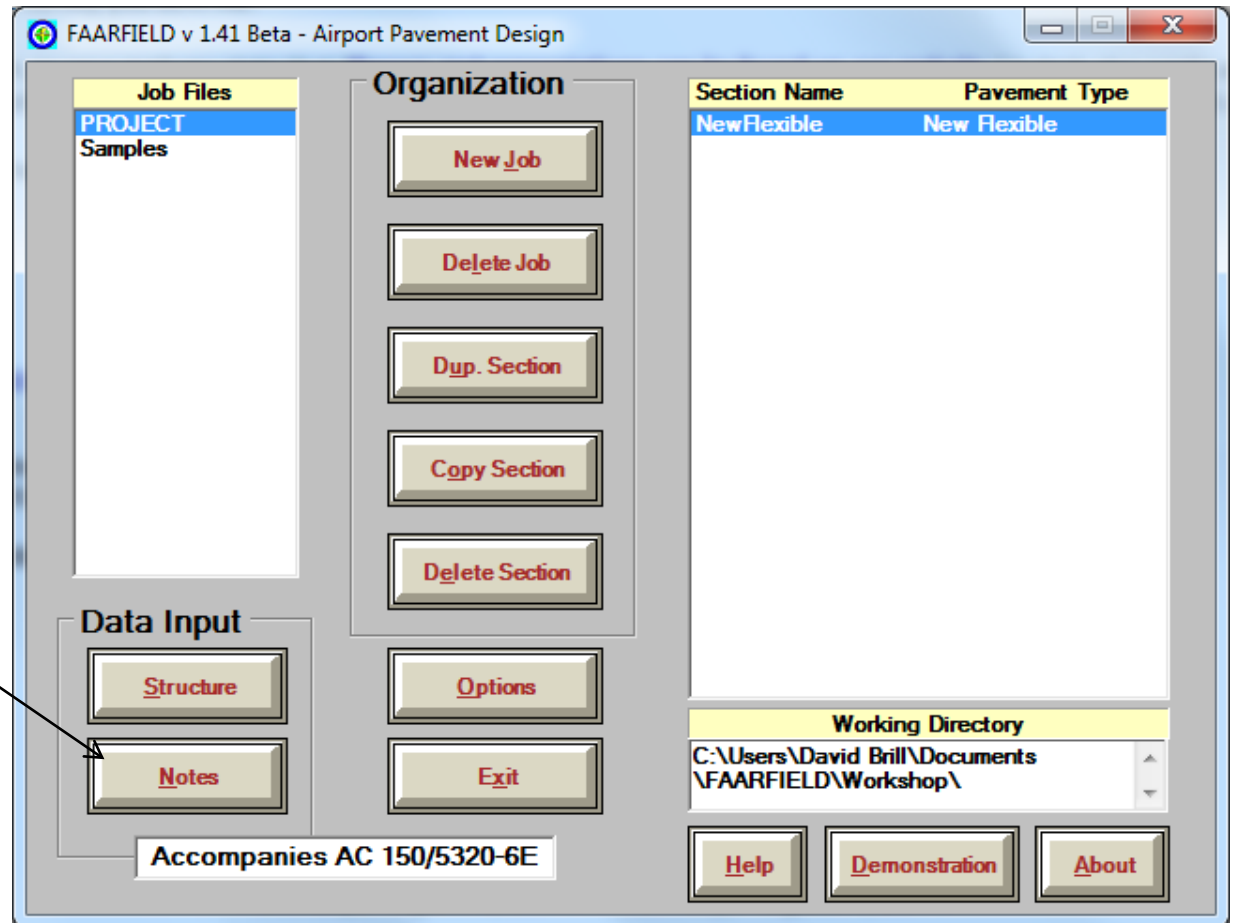 FAARFIELD v 1.41 Beta - Airport Pavement Design
Job Files
PROJECT
Samples
Organization
New Job
Delete Job
Dup. Section
Copy Section
Delete Section
Section Name Pavement Type
NewFlexible New Flexible
Data Input
Structure
Notes
Options
Exit
Working Directory
C:\Users\David Brill\Documents
\FAARFIELD\Workshop\
Accompanies AC 150/5320-6E
Help
Demonstration
About